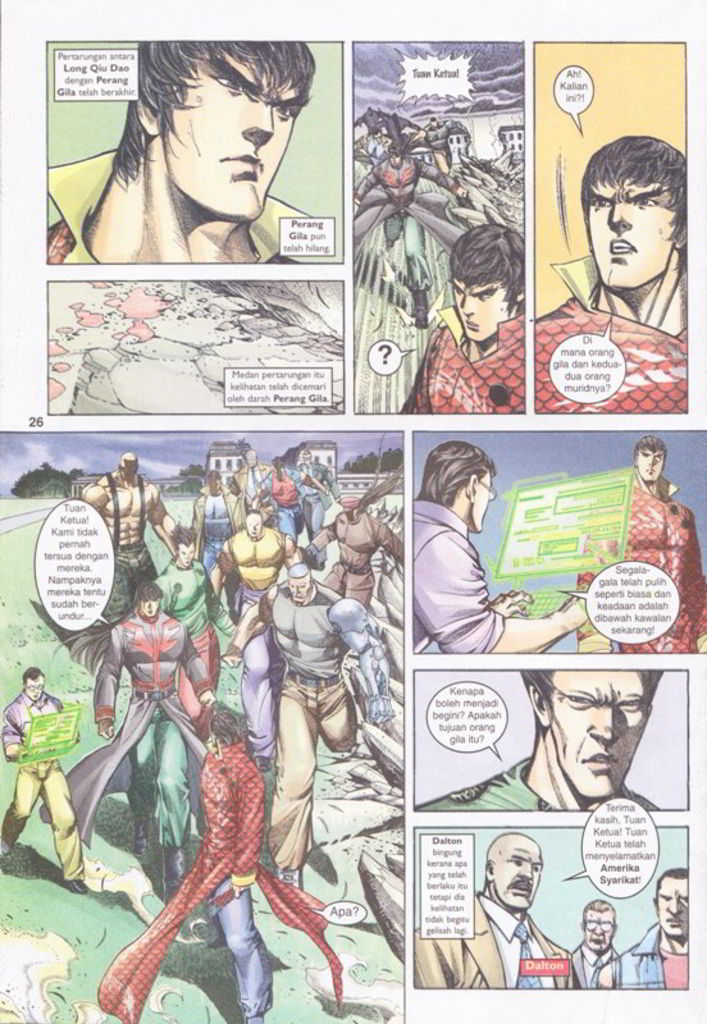 Pertarungan antara
Long Qiu Dao
dengan Perang
Gila telah berakhir.
Perang
Gila pun
telah hilang.
Medan pertarungan itu
kelihatan telah dicemari
oleh darah Perang Gila.
Tuan Ketua!
?
Ah!
Kalian
ini?!
Di
mana orang
gila dan kedua-
dua orang
muridnya?
26
Tuan
Ketua!
Kami tidak
pernah
tentu dengan
mereka.
Nampaknya
mereka tentu
sudah ber-
undur...
Apa?
Segala-
galanya telah pulih
seperti biasa dan
keadaan adalah
dibawah kawalan
sekarang!
Kenapa
boleh menjadi
begini? Apakah
tujuan orang
gila itu?
Terima
kasih, Tuan
Ketua! Tuan
menyelamatkan
Amerika
Syarikat!
Dalton
bingung
kerana apa
yang telah
berlaku itu
tetapi dia
kelihatan
tidak begitu
gelisah lagi.
Dalton